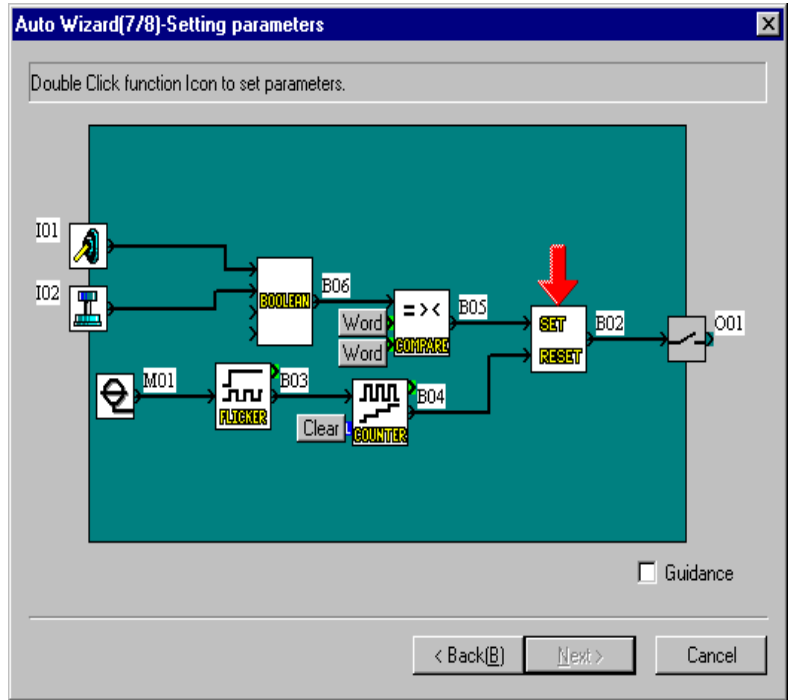 Auto Wizard(7/8)-Setting parameters
Double Click function Icon to set parameters.
I01
I02
BOOLEAN
B06
Word
Word
=><
COMPARE
B05
SET
RESET
B02
O01
M01
FLICKER
B03
Clear
COUNTER
B04
Guidance
< Back(B)
Next >
Cancel